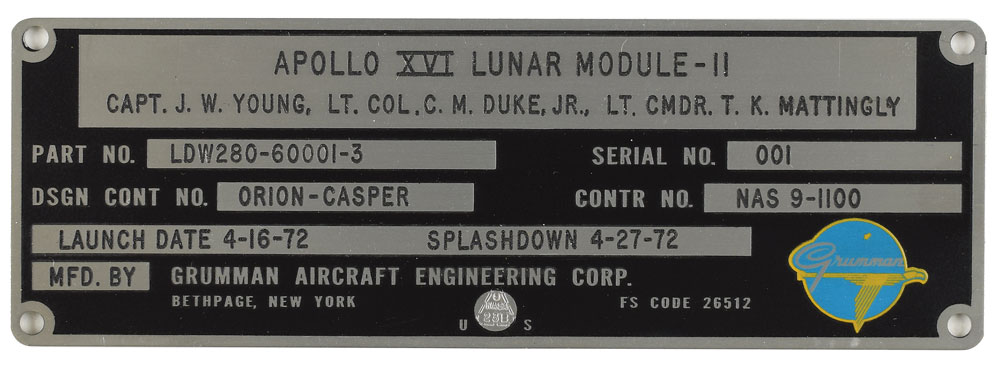 APOLLO XVI LUNAR MODULE-11
CAPT. J. W. YOUNG, LT. COL. C. M. DUKE, JR., LT. CMDR. T. K. MATTINGLY
PART NO. LDW280-60001-3 SERIAL NO. 001
DSGN CONT NO. ORION-CASPER CONTR NO. NAS 9-1100
LAUNCH DATE 4-16-72 SPLASHDOWN 4-27-72
MFD. BY GRUMMAN AIRCRAFT ENGINEERING CORP.
BETHPAGE, NEW YORK FS CODE 26512
U S
Grumman